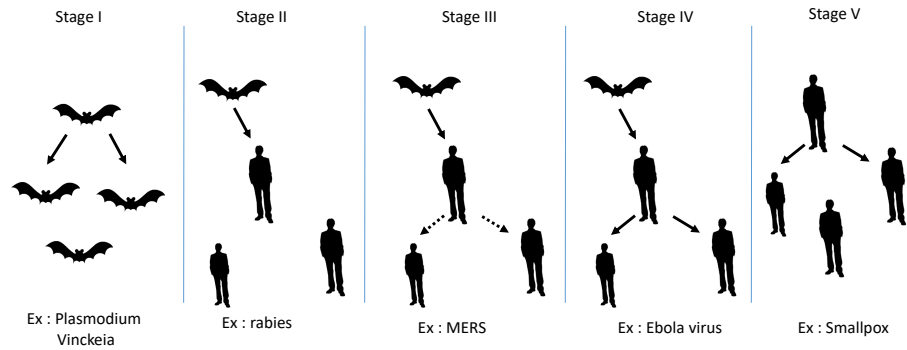 Stage I
Stage II
Stage III
Stage IV
Stage V
Ex : Plasmodium
Vinckeia
Ex : rabies
Ex : MERS
Ex : Ebola virus
Ex : Smallpox